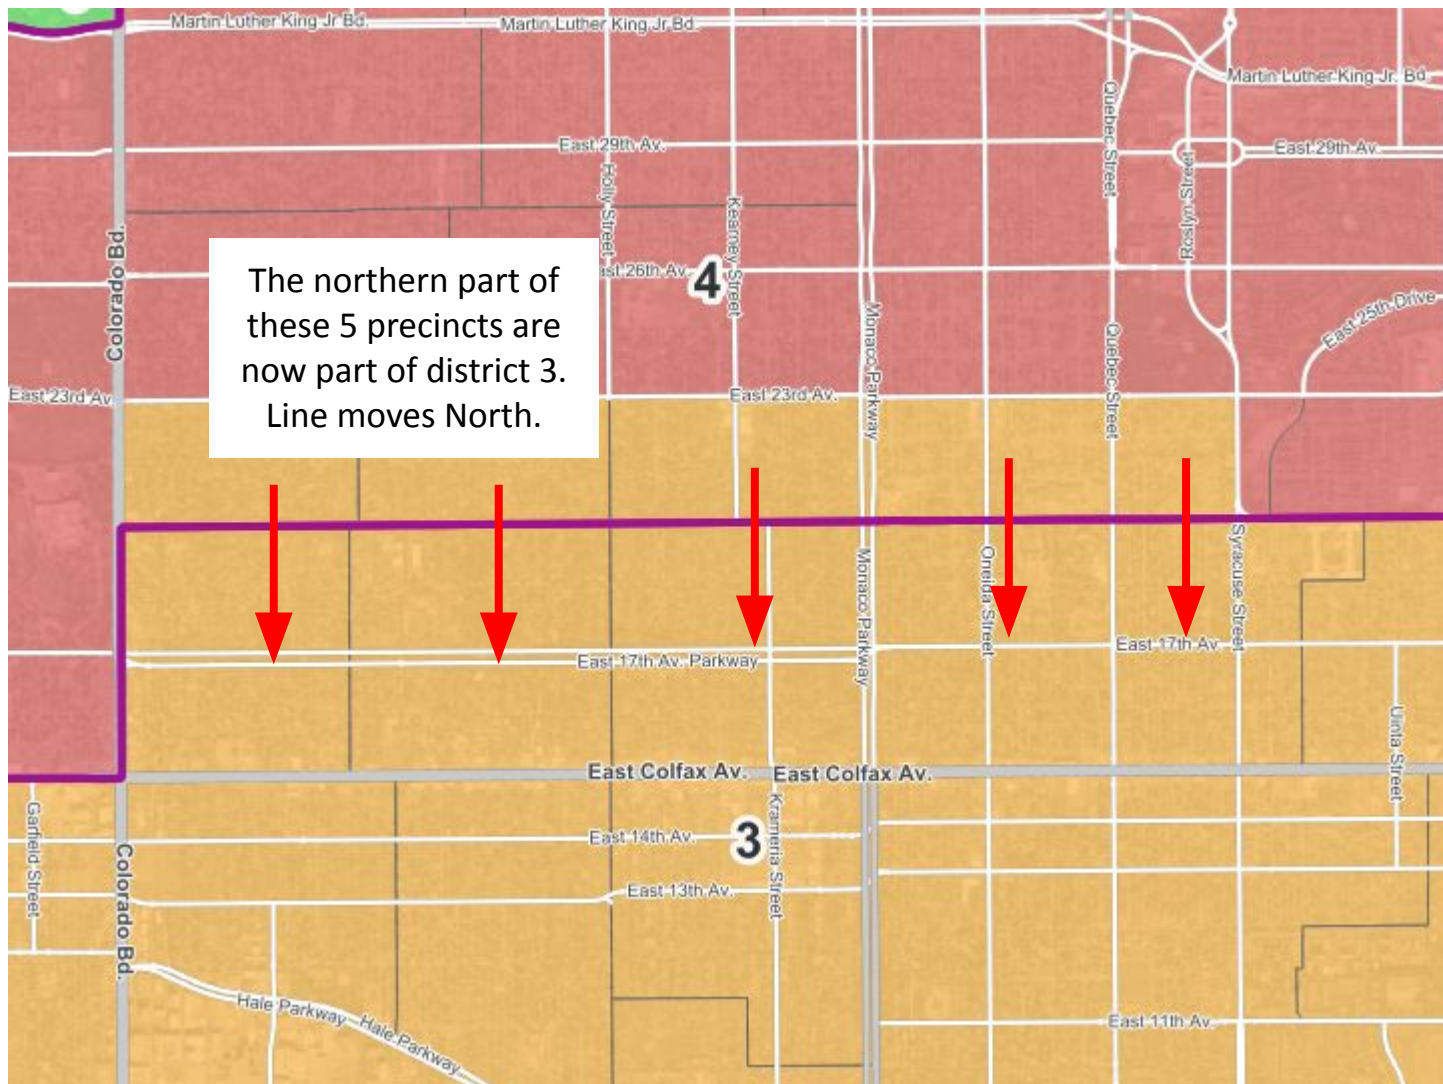 Martin Luther King Jr Bd.
Martin Luther King Jr Bd.
Martin Luther King Jr. Bd.
Quebec Street
East 29th Av.
East 29th Av.
Holly Street
Roslyn Street
Kearney Street
Colorado Bd.
The northern part of
these 5 precincts are
now part of district 3.
Line moves North.
ast 26th Av.
4
Monaco Parkway
East 25th Drive
Quebec Street
East 23rd Av.
East 23rd Av.
Oneida Street
Syracuse Street
Monaco Parkway
East 17th Av. Parkway
East 17th Av.
Ulinta Street
East Colfax Av.
East Colfax Av.
Garfield Street
Colorado Bd.
East 14th Av.
3
Krameria Street
East 13th Av.
Hale Parkway
Hale Parkway
East 11th Av.